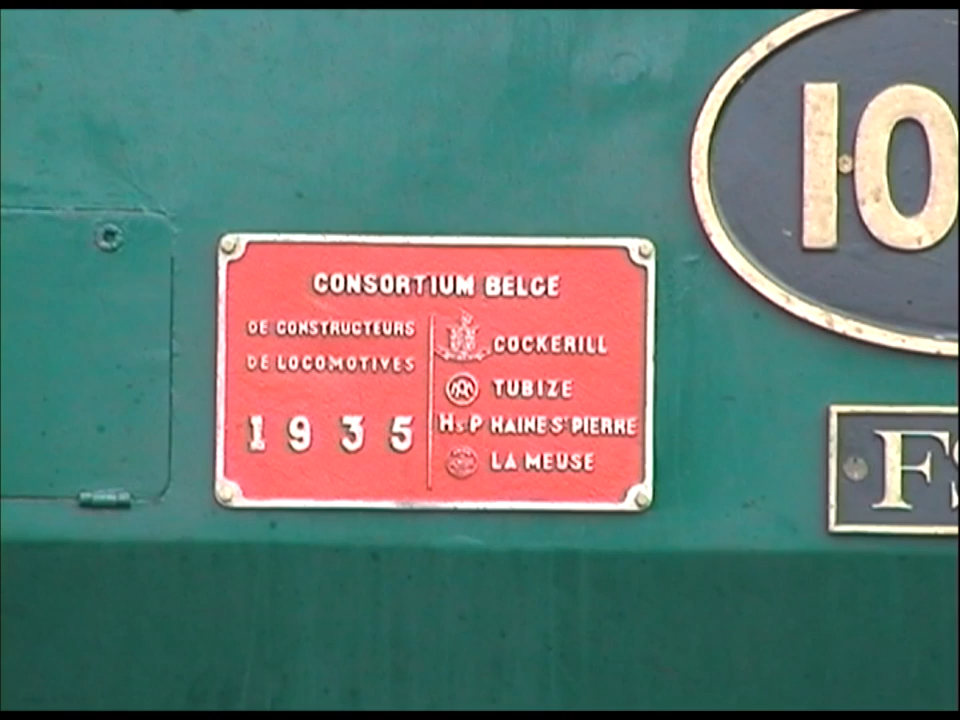 CONSORTIUM BELGE
DE CONSTRUCTEURS
DE LOCOMOTIVES
1935
COCKERILL
TUBIZE
HSP HAINE-ST PIERRE
LA MEUSE
10